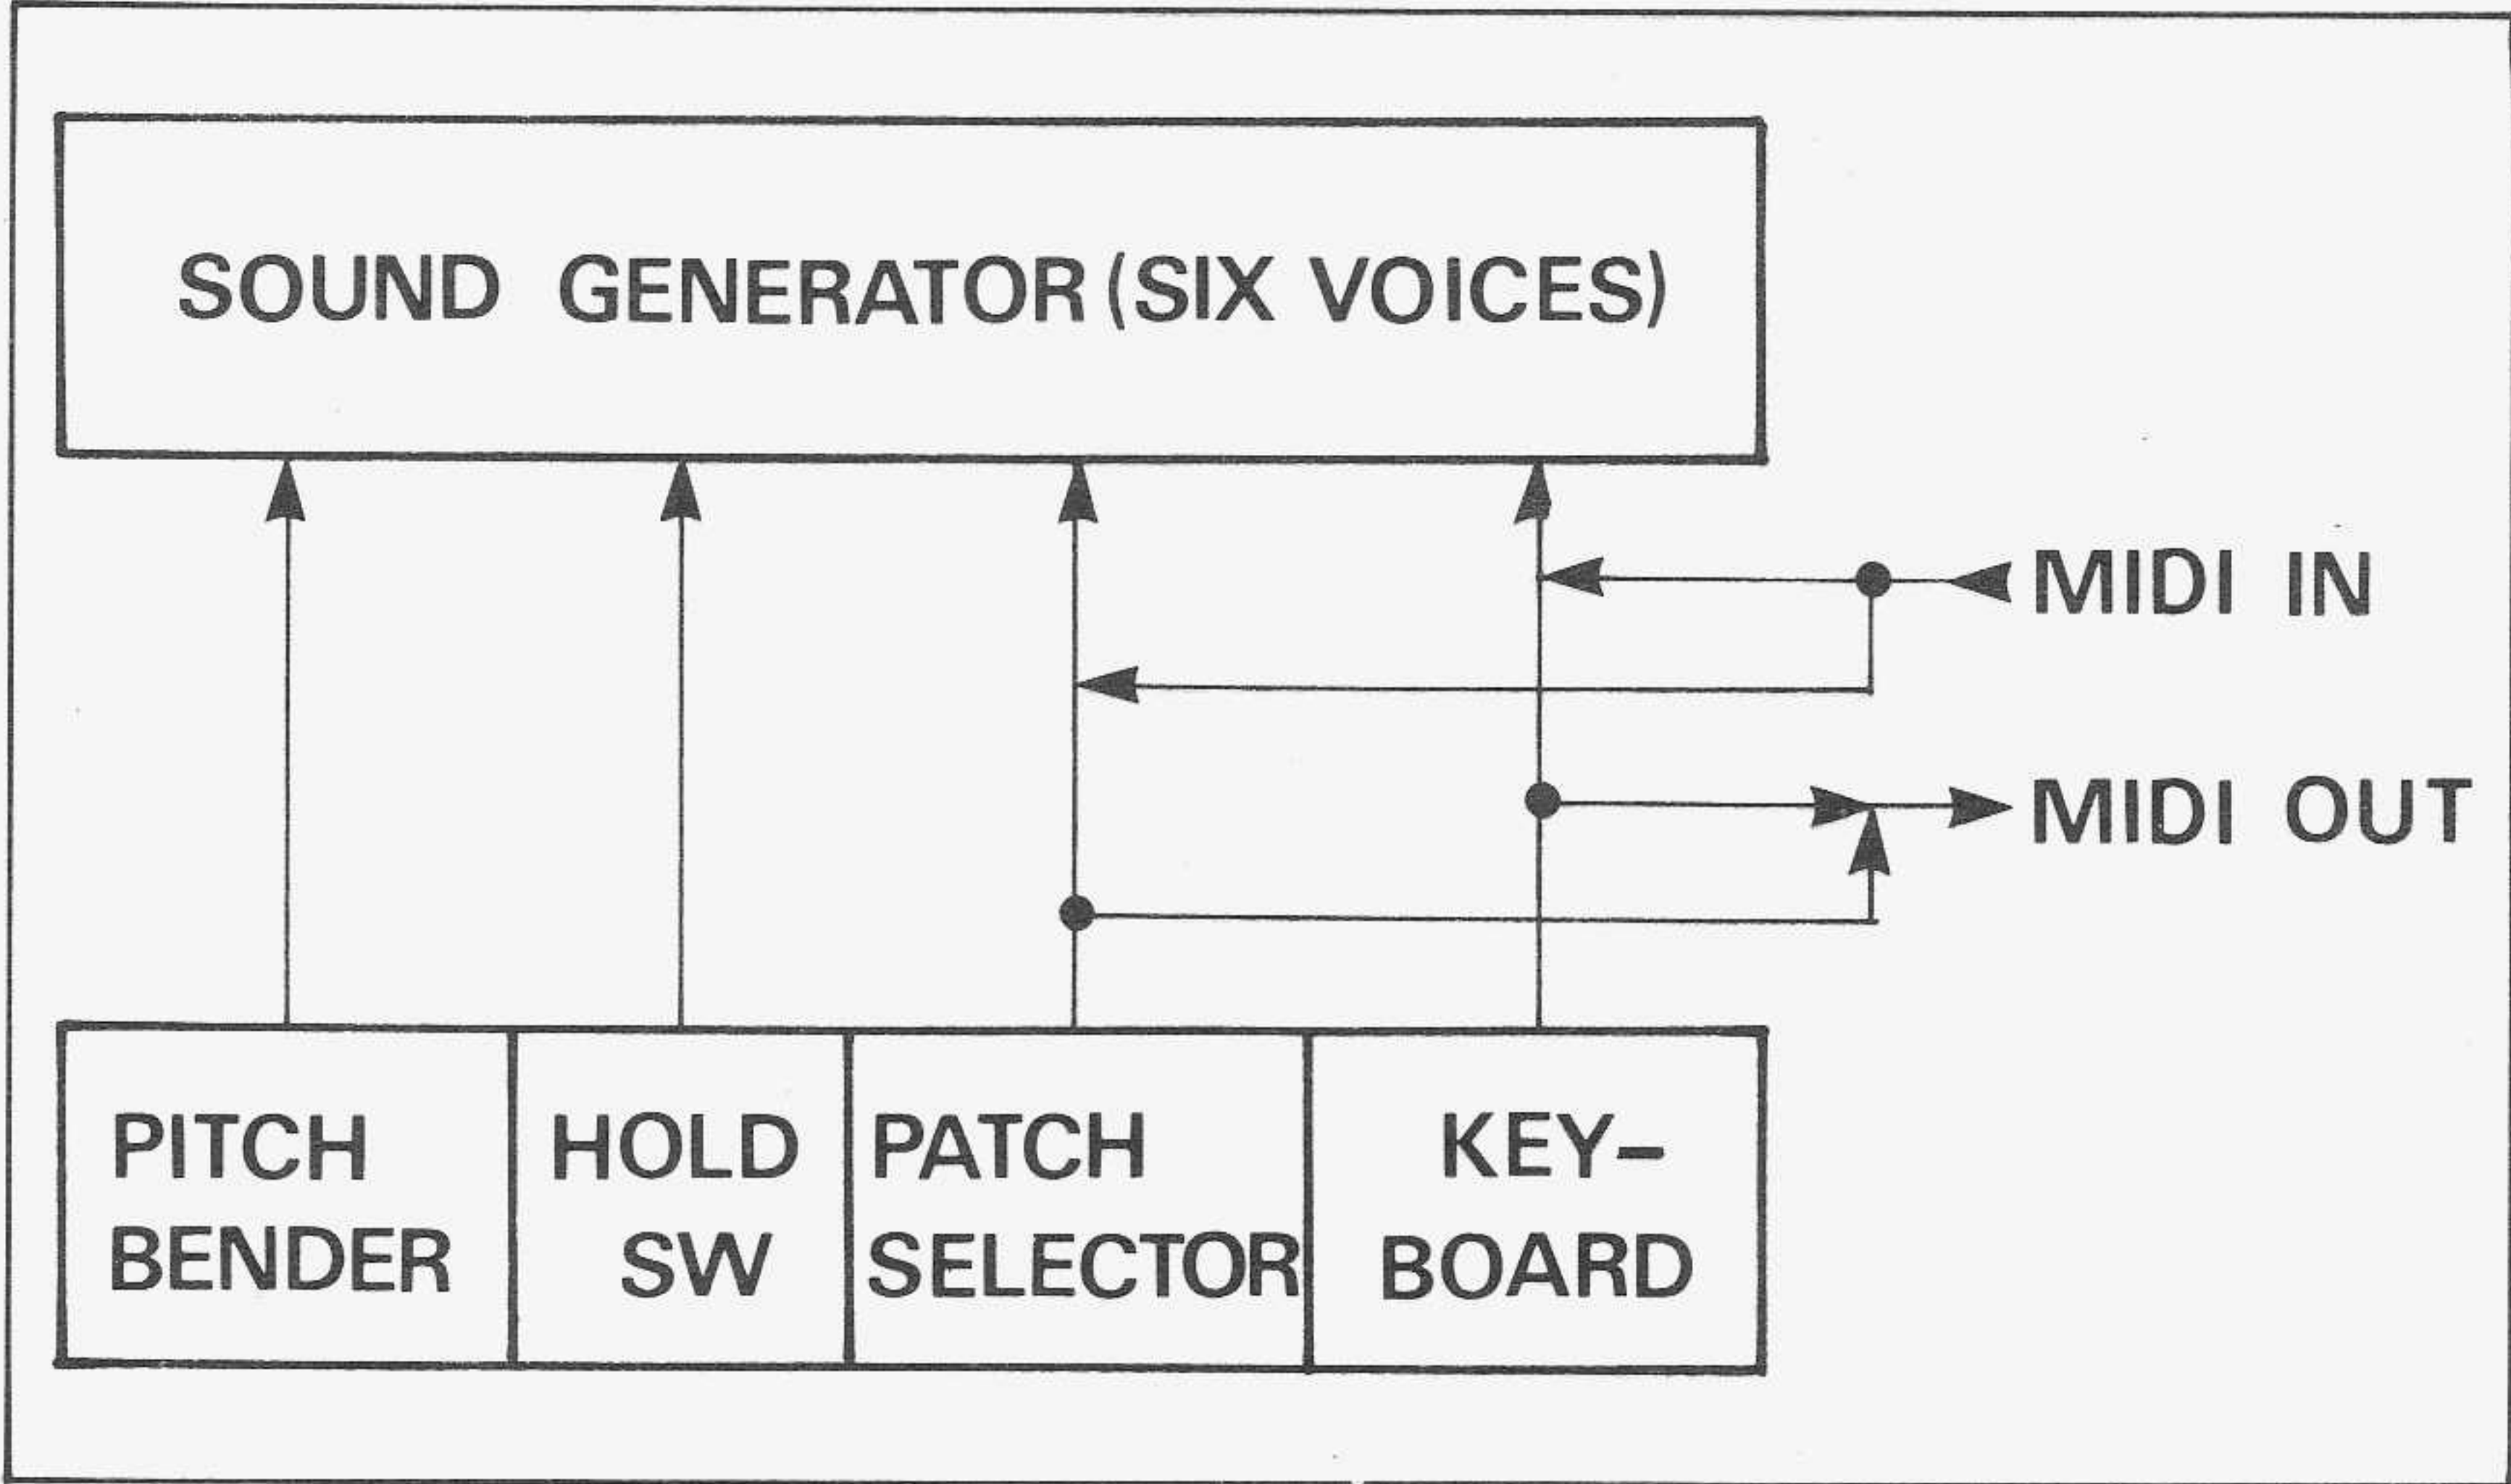 SOUND GENERATOR (SIX VOICES)
MIDI IN
MIDI OUT
PITCH
BENDER
HOLD
SW
PATCH
SELECTOR
KEY-
BOARD